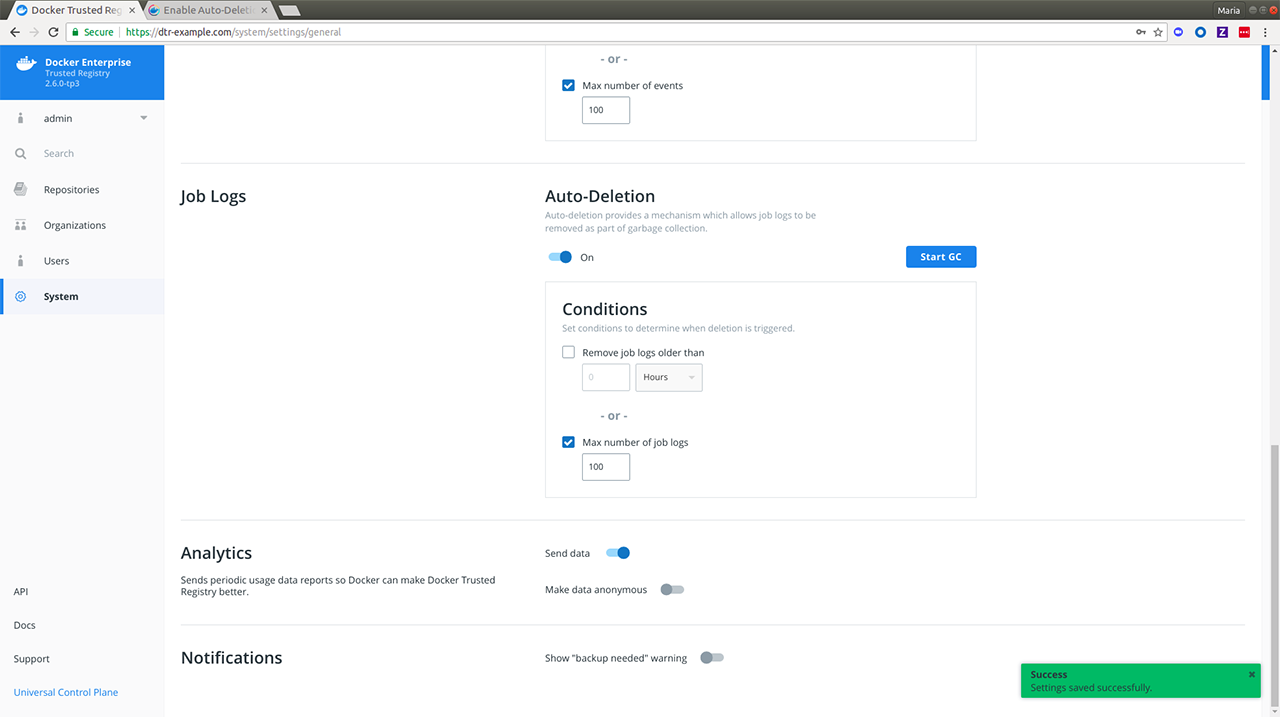 Docker Trusted Reg
Enable Auto-Deleti
Maria
Secure
https://dtr-example.com/system/settings/general
Docker Enterprise
Trusted Registry
2.6.0-tp3
admin
Search
Repositories
Organizations
Users
System
API
Docs
Support
Universal Control Plane
- or -
Max number of events
100
Job Logs
Auto-Deletion
Auto-deletion provides a mechanism which allows job logs to be
removed as part of garbage collection.
On
Start GC
Conditions
Set conditions to determine when deletion is triggered.
Remove job logs older than
0
Hours
- or -
Max number of job logs
100
Analytics
Sends periodic usage data reports so Docker can make Docker Trusted
Registry better.
Send data
Make data anonymous
Notifications
Show "backup needed" warning
Success
Settings saved successfully.